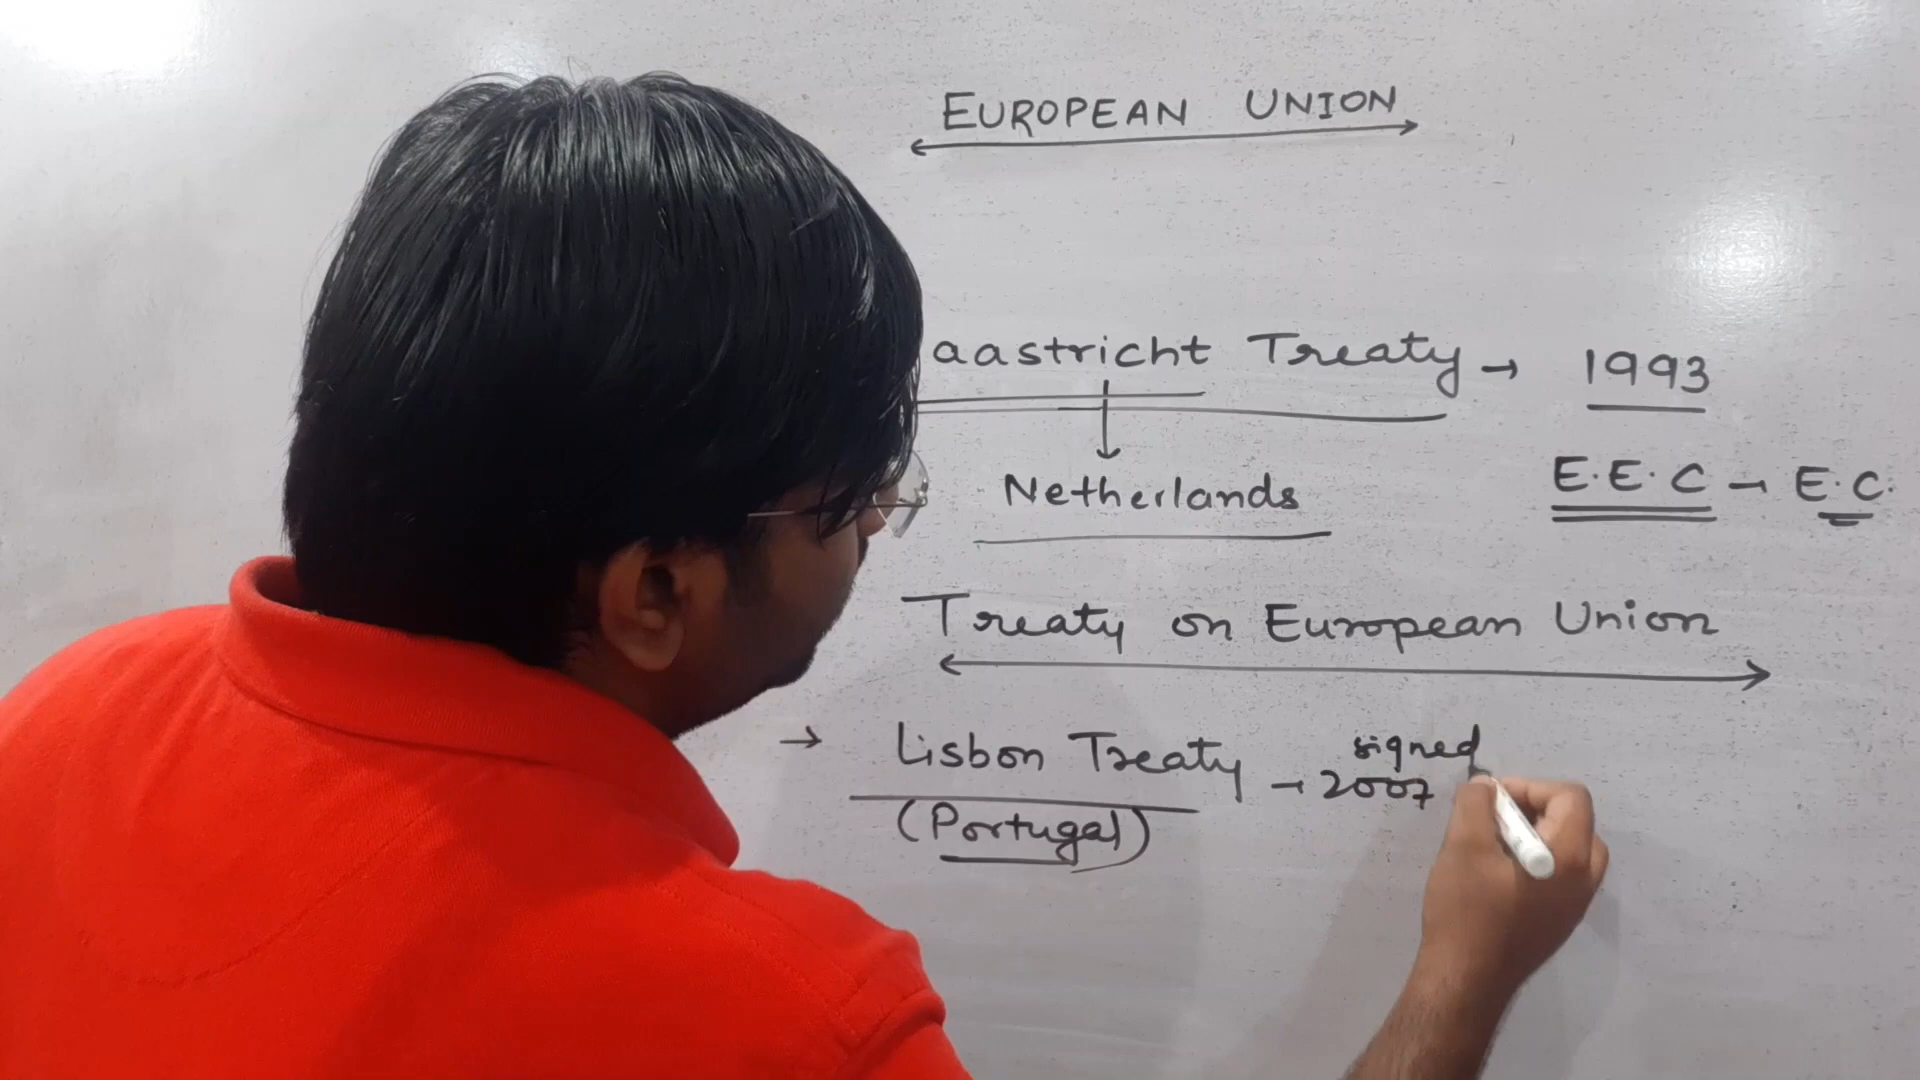 EUROPEAN UNION
aastricht Treaty → 1993
Netherlands
E.E.C → E.C.
Treaty on European Union
→ Lisbon Treaty → 2007 signed
(Portugal)